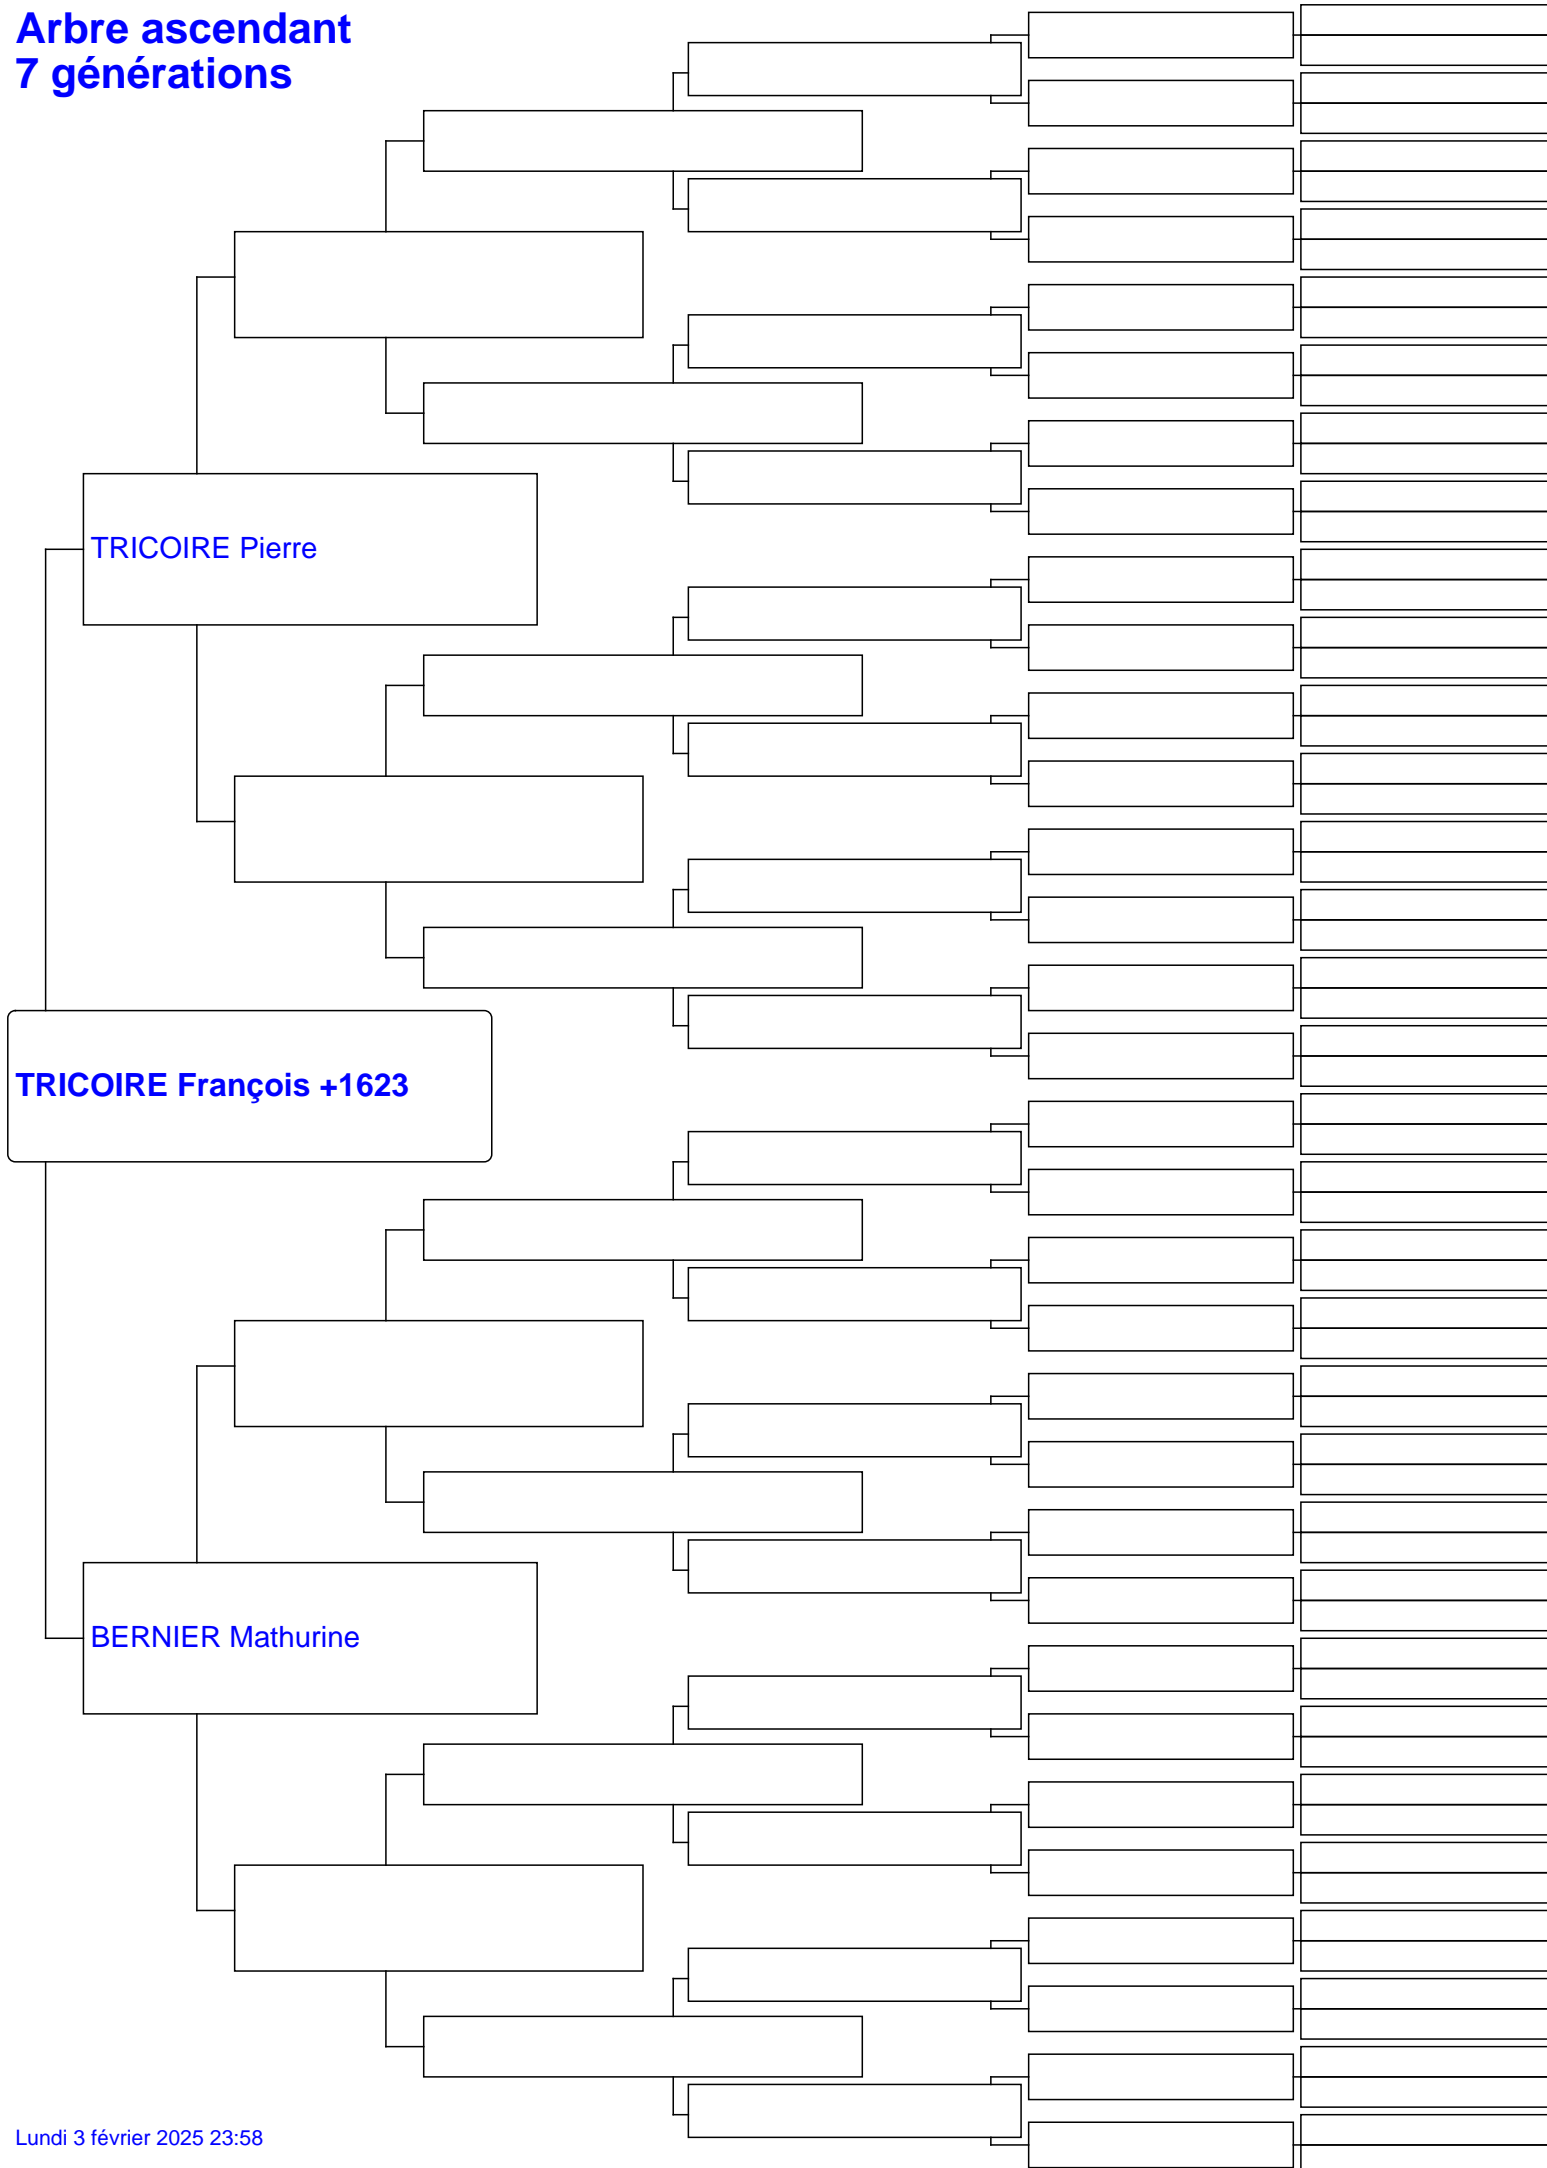 Arbre ascendant
7 générations
TRICOIRE Pierre
TRICOIRE François +1623
BERNIER Mathurine
Lundi 3 février 2025 23:58